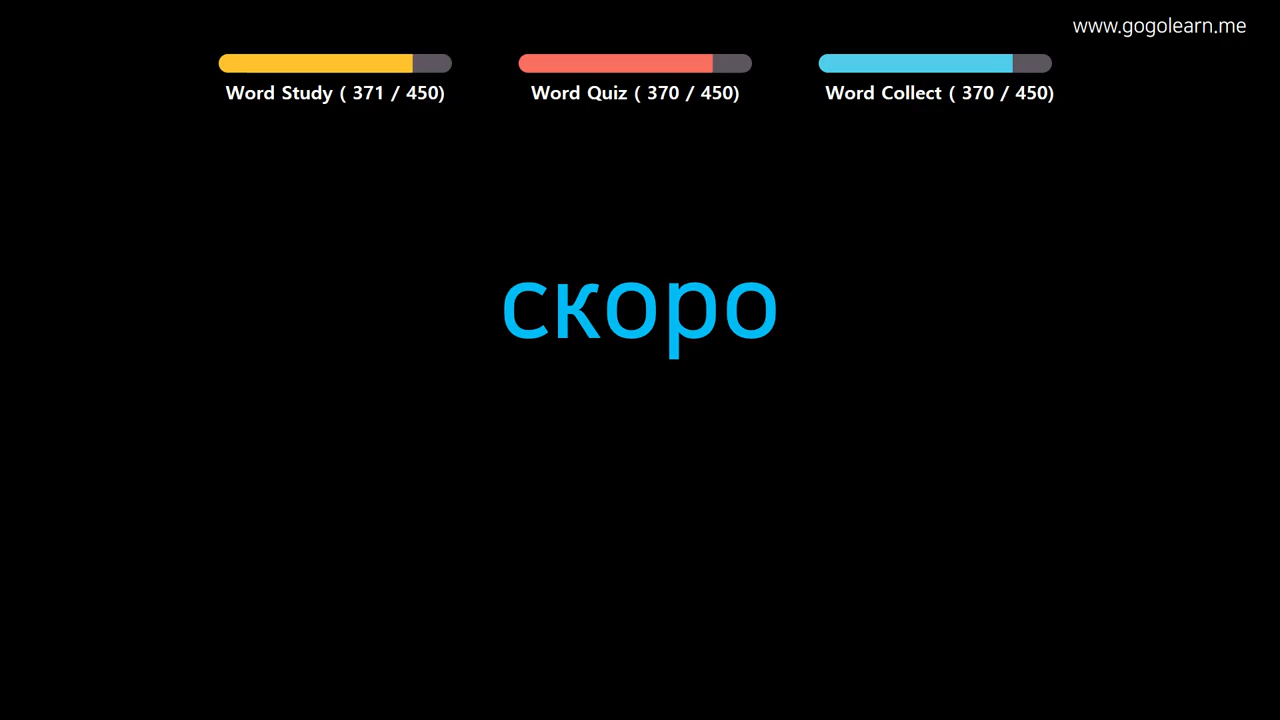 www.gogolearn.me
Word Study ( 371 / 450)
Word Quiz ( 370 / 450)
Word Collect ( 370 / 450)
скоро